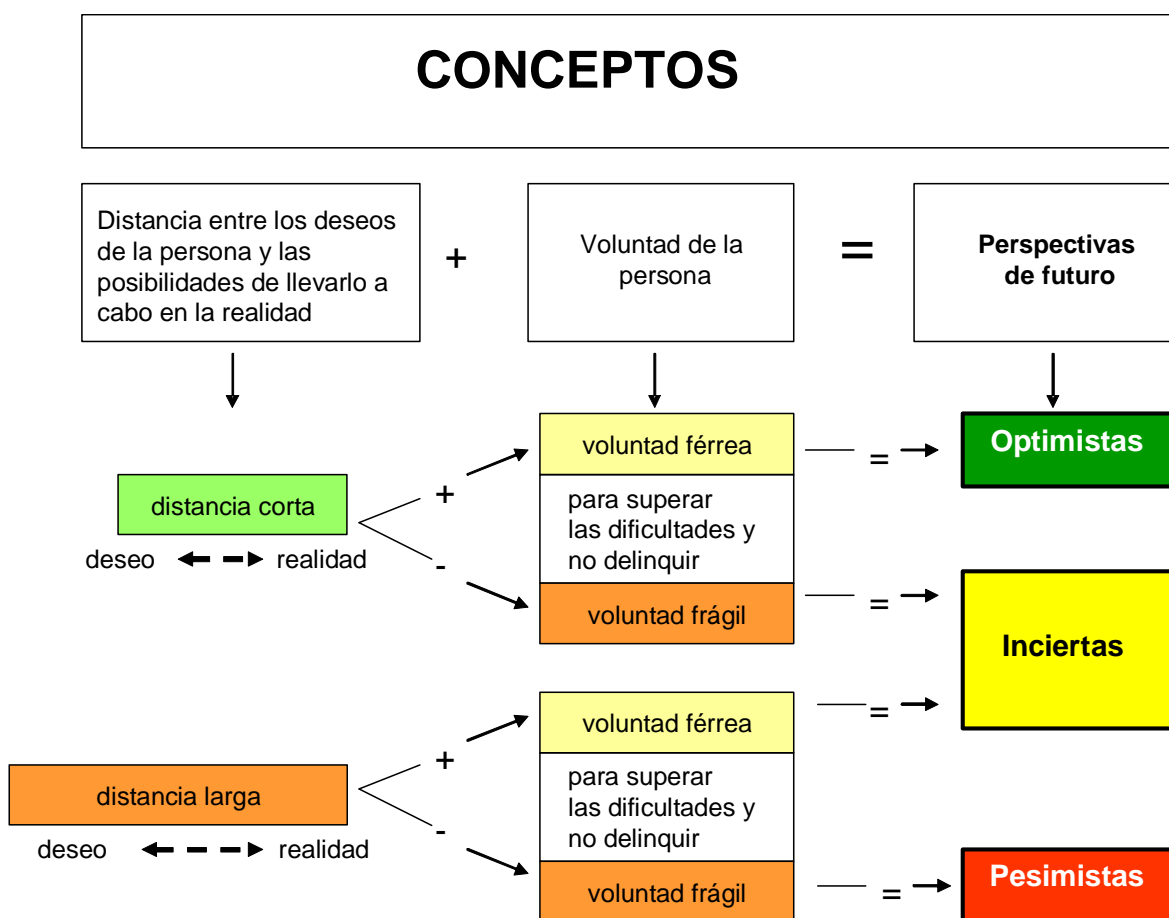 CONCEPTOS
Distancia entre los deseos
de la persona y las
posibilidades de llevarlo a
cabo en la realidad
+
Voluntad de la
persona
=
Perspectivas
de futuro
distancia corta
deseo
realidad
+
-
voluntad férrea
para superar
las dificultades y
no delinquir
voluntad frágil
=
=
Optimistas
Inciertas
distancia larga
deseo
realidad
+
-
voluntad férrea
para superar
las dificultades y
no delinquir
voluntad frágil
=
=
Pesimistas